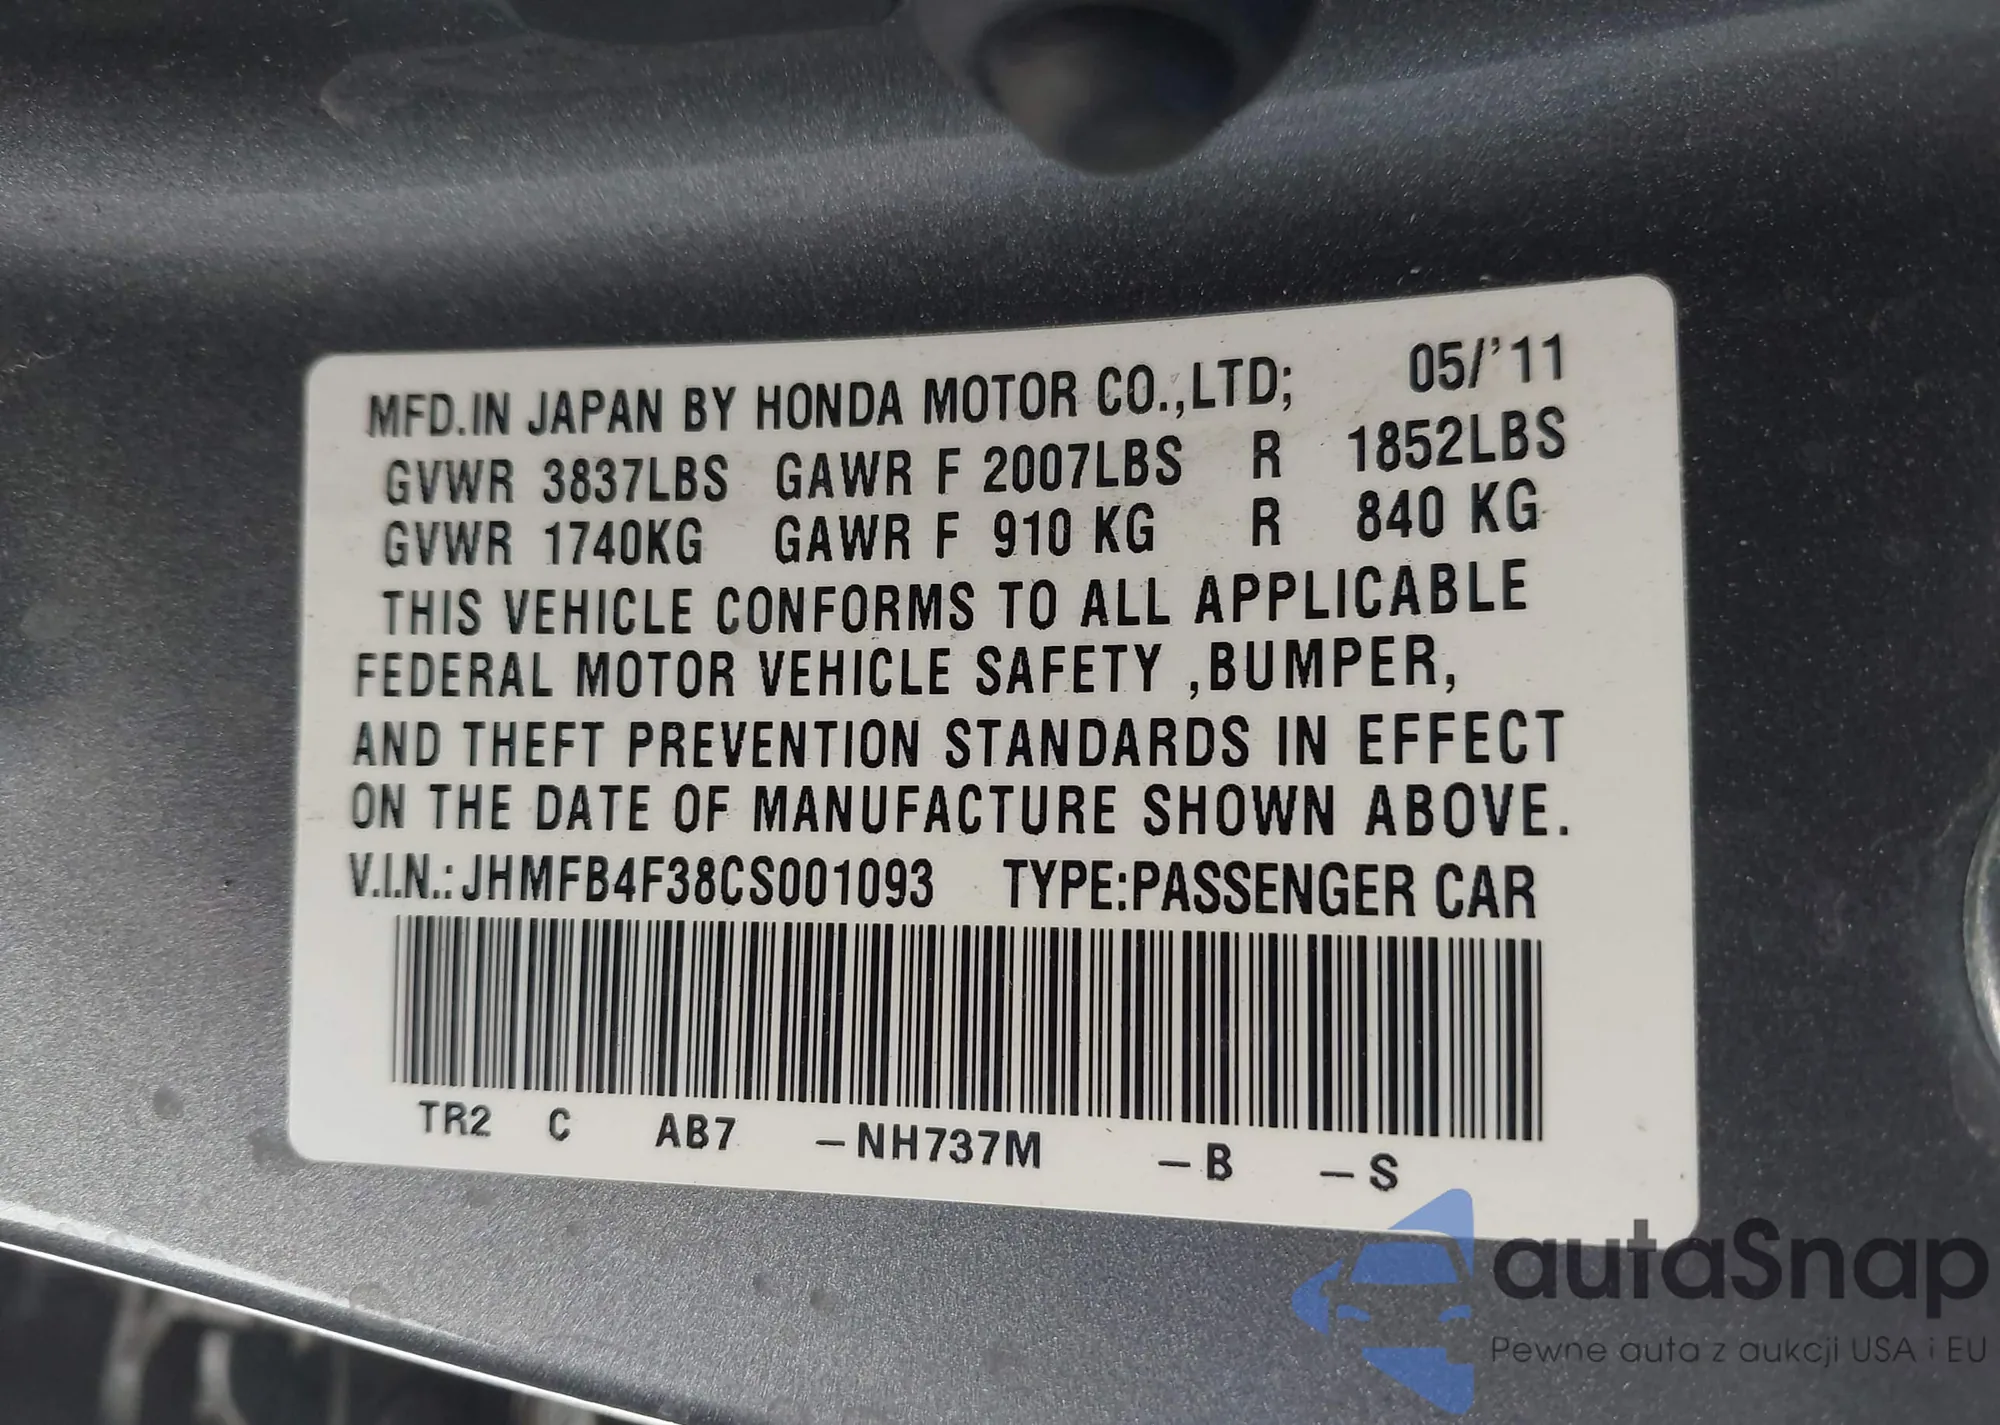 MFD.IN JAPAN BY HONDA MOTOR CO.,LTD; 05/'11
GVWR 3837LBS GAWR F 2007LBS R 1852LBS
GVWR 1740KG GAWR F 910 KG R 840 KG
THIS VEHICLE CONFORMS TO ALL APPLICABLE
FEDERAL MOTOR VEHICLE SAFETY ,BUMPER,
AND THEFT PREVENTION STANDARDS IN EFFECT
ON THE DATE OF MANUFACTURE SHOWN ABOVE.
V.I.N.:JHMFB4F38CS001093 TYPE:PASSENGER CAR
TR2 C AB7 -NH737M -B -S
autaSnap
Pewne auta z aukcji USA i EU